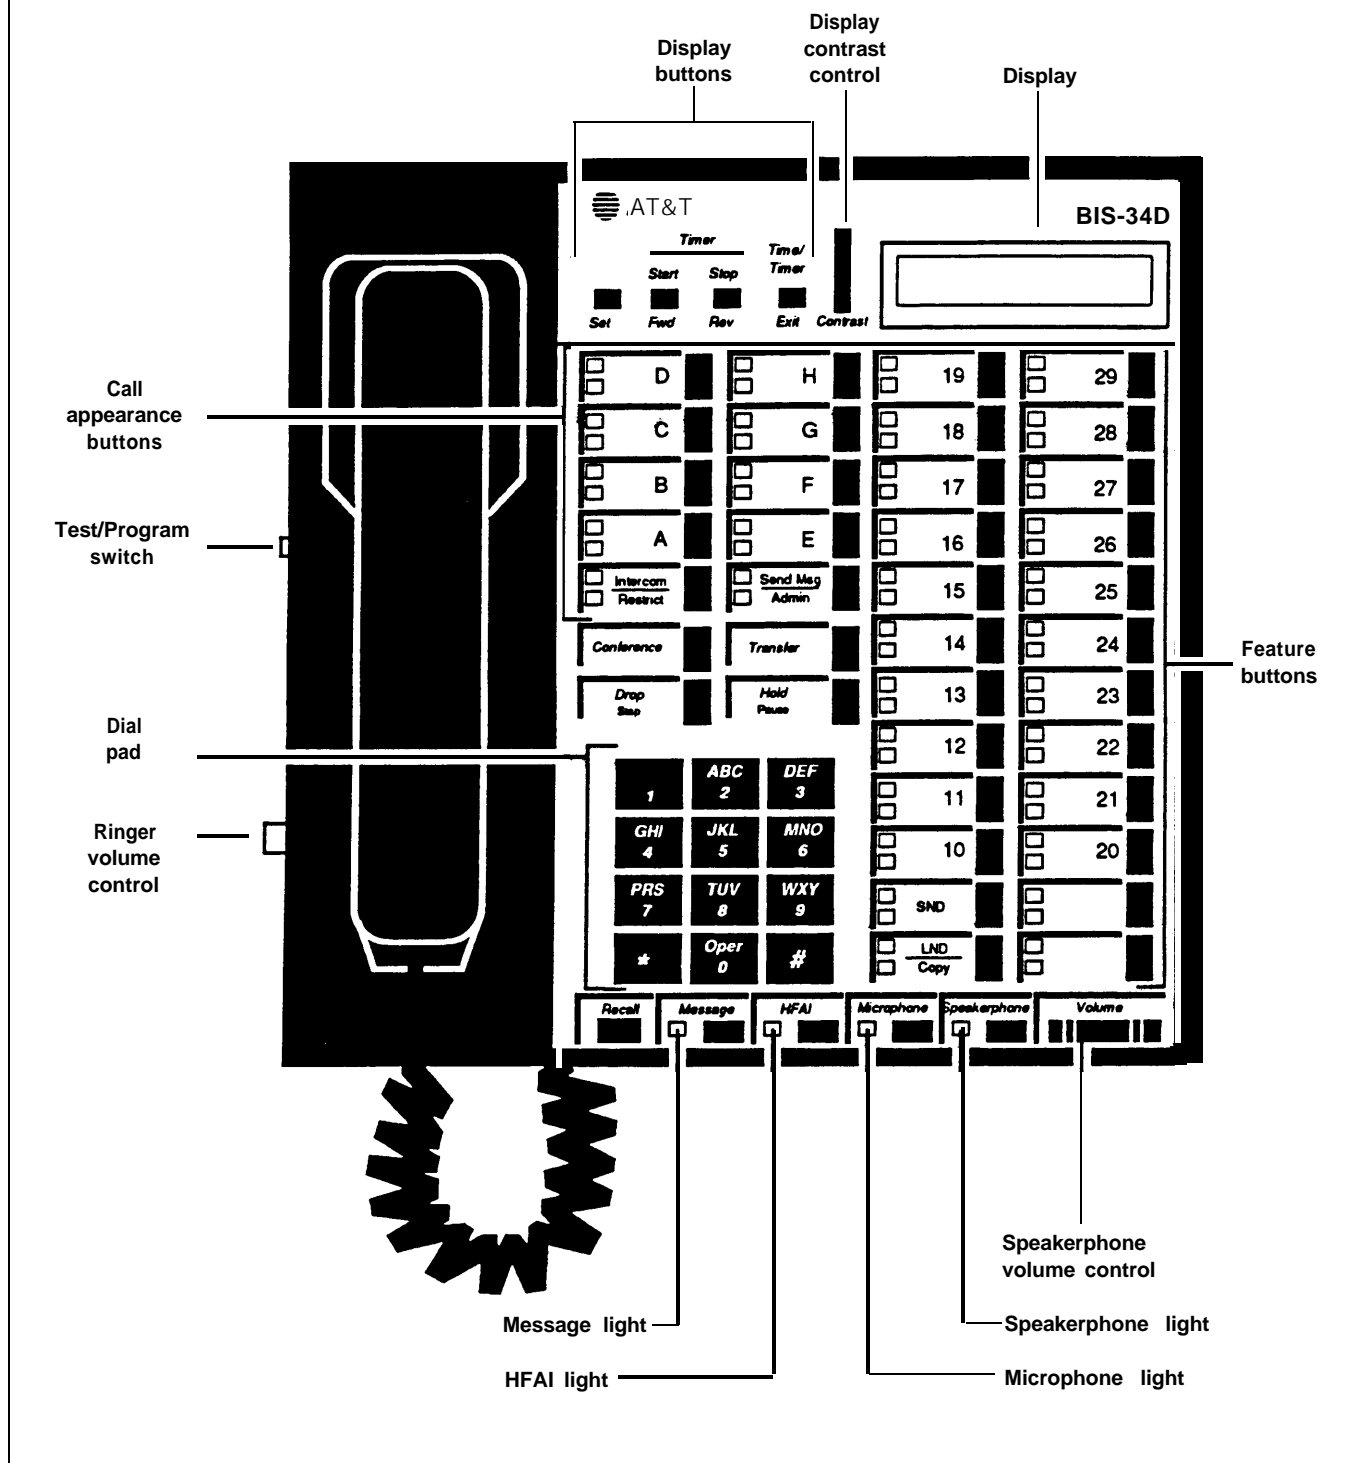 Display
buttons
Display
contrast
control
Display
AT&T
BIS-34D
Timer
Start
Stop
Time/
Timer
Set
Fwd
Rev
Exit
Contrast
Call
appearance
buttons
Test/Program
switch
Dial
pad
Ringer
volume
control
D
H
19
29
C
G
18
28
B
F
17
27
A
E
16
26
Intercom
Restrict
Send Msg
Admin
15
25
Conference
Transfer
14
24
Drop
Stop
Hold
Pause
13
23
12
22
11
21
10
20
SND
LND
Copy
Feature
buttons
1
ABC
2
DEF
3
GHI
4
JKL
5
MNO
6
PRS
7
TUV
8
WXY
9
*
Oper
0
#
Recall
Message
HFAI
Microphone
Speakerphone
Volume
Speakerphone
volume control
Message light
Speakerphone light
HFAI light
Microphone light